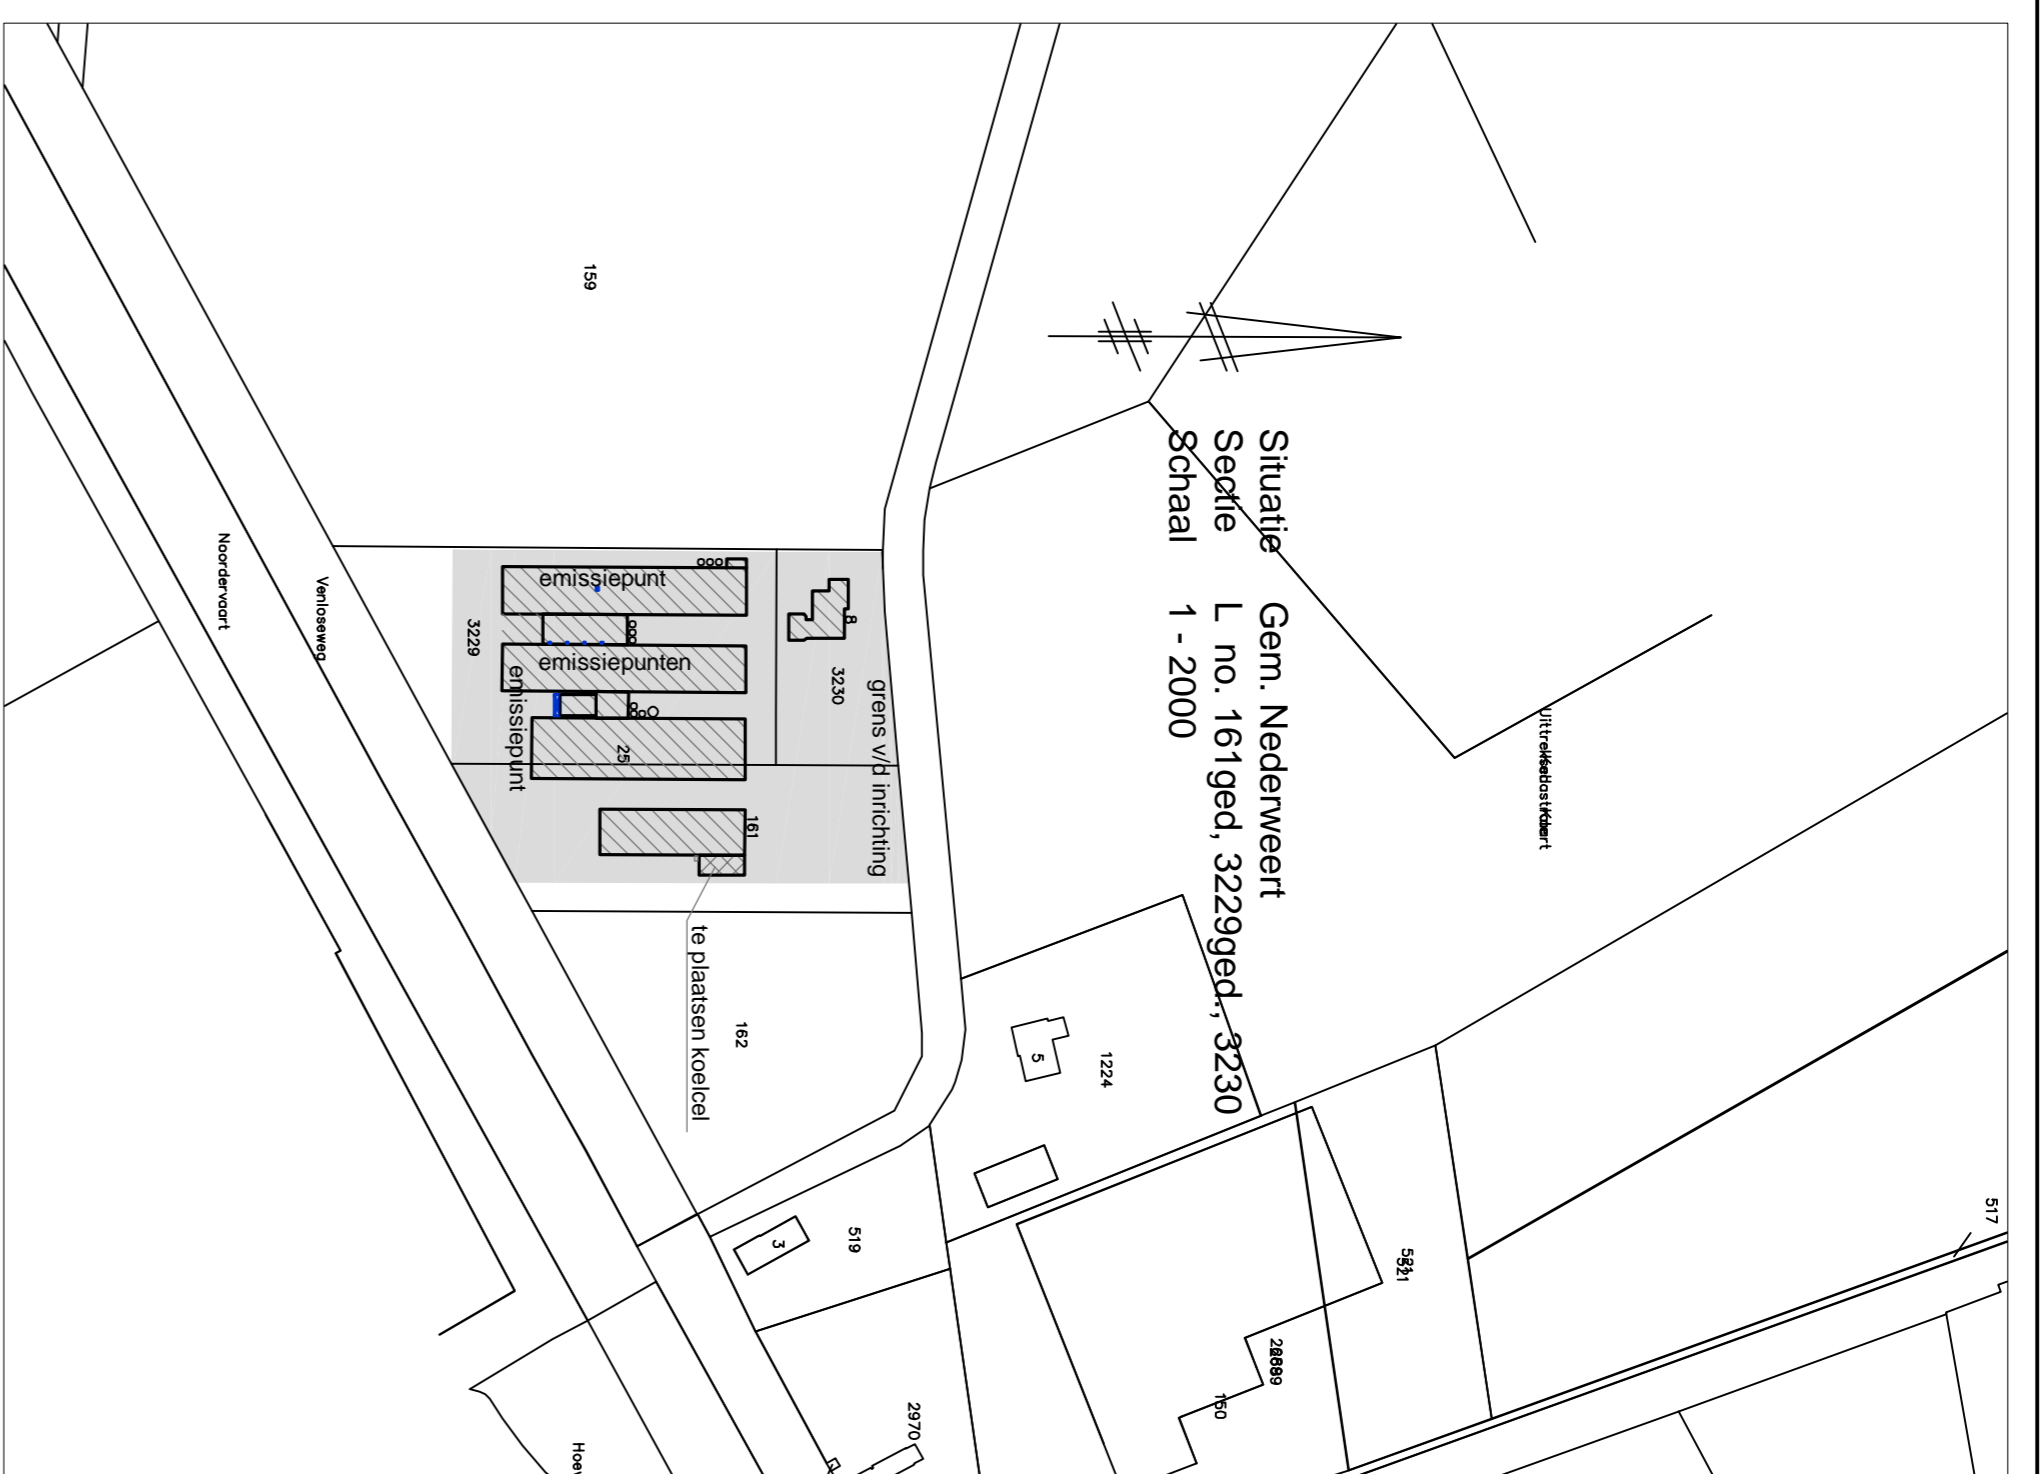 Situatie Gem. Nederweert
Sectie L no. 161ged, 3229ged., 3230
Schaal 1 - 2000
159
Noordervaart
Venloseweg
3229
emissiepunt
emissiepunten
emissiepunt
25
8
3230
grens v/d inrichting
161
te plaatsen koelcel
162
1224
5
519
3
517
521
150
2970